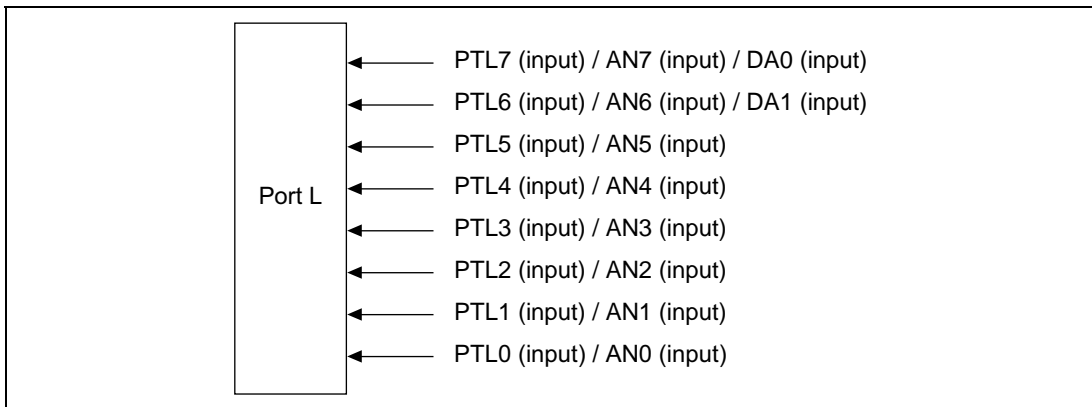 PTL7 (input) / AN7 (input) / DA0 (input)
PTL6 (input) / AN6 (input) / DA1 (input)
PTL5 (input) / AN5 (input)
PTL4 (input) / AN4 (input)
Port L
PTL3 (input) / AN3 (input)
PTL2 (input) / AN2 (input)
PTL1 (input) / AN1 (input)
PTL0 (input) / AN0 (input)